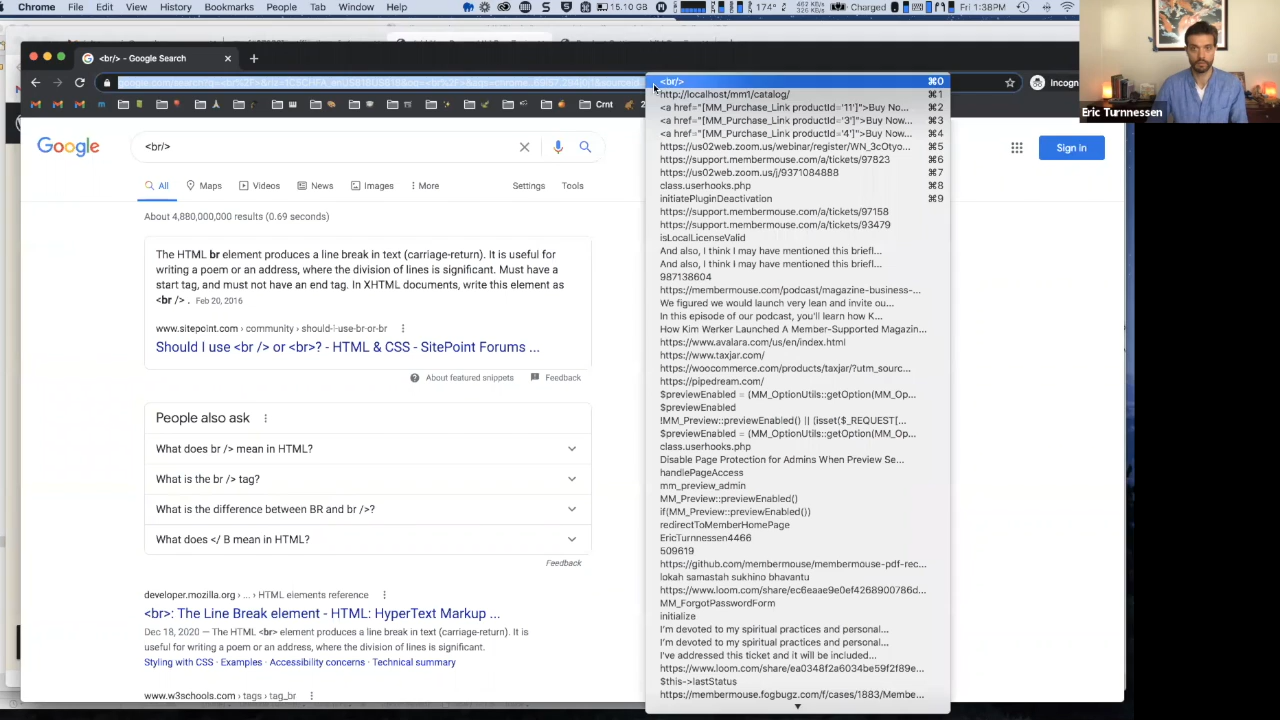 Chrome File Edit View History Bookmarks People Tab Window Help
15.10 GB
174°
Charged
Fri 1:38PM
<br/> - Google Search
Incognito
Crnt
Eric Turnnessen
Google
<br/>
Sign in
All Maps Videos News Images More Settings Tools
About 4,880,000,000 results (0.69 seconds)
The HTML br element produces a line break in text (carriage-return). It is useful for
writing a poem or an address, where the division of lines is significant. Must have a
start tag, and must not have an end tag. In XHTML documents, write this element as
<br /> . Feb 20, 2016
www.sitepoint.com › community › should-i-use-br-or-br
Should I use <br /> or <br>? - HTML & CSS - SitePoint Forums ...
About featured snippets Feedback
People also ask
What does br /> mean in HTML?
What is the br /> tag?
What is the difference between BR and br />?
What does </ B mean in HTML?
Feedback
developer.mozilla.org › ... › HTML elements reference
<br>: The Line Break element - HTML: HyperText Markup ...
Dec 18, 2020 — The HTML <br> element produces a line break in text (carriage-return). It is
useful for writing a poem or an address, where the division of lines is significant.
Styling with CSS · Examples · Accessibility concerns · Technical summary
www.w3schools.com › tags › tag_br
<br/> ⌘0
http://localhost/mm1/catalog/ ⌘1
<a href="[MM_Purchase_Link productId='11']">Buy No... ⌘2
<a href="[MM_Purchase_Link productId='3']">Buy Now... ⌘3
<a href="[MM_Purchase_Link productId='4']">Buy Now... ⌘4
https://us02web.zoom.us/webinar/register/WN_3cOtyo... ⌘5
https://support.membermouse.com/a/tickets/97823 ⌘6
https://us02web.zoom.us/j/9371084888 ⌘7
class.userhooks.php ⌘8
initiatePluginDeactivation ⌘9
https://support.membermouse.com/a/tickets/97158
https://support.membermouse.com/a/tickets/93479
isLocalLicenseValid
And also, I think I may have mentioned this briefl...
And also, I think I may have mentioned this briefl...
987138604
https://membermouse.com/podcast/magazine-business-...
We figured we would launch very lean and invite ou...
In this episode of our podcast, you'll learn how K...
How Kim Werker Launched A Member-Supported Magazin...
https://www.avalara.com/us/en/index.html
https://www.taxjar.com/
https://woocommerce.com/products/taxjar/?utm_sourc...
https://pipedream.com/
$previewEnabled = (MM_OptionUtils::getOption(MM_Op...
$previewEnabled
!MM_Preview::previewEnabled() || (isset($_REQUEST[...
$previewEnabled = (MM_OptionUtils::getOption(MM_Op...
class.userhooks.php
Disable Page Protection for Admins When Preview Se...
handlePageAccess
mm_preview_admin
MM_Preview::previewEnabled()
if(MM_Preview::previewEnabled())
redirectToMemberHomePage
EricTurnnessen4466
509619
https://github.com/membermouse/membermouse-pdf-rec...
lokah samastah sukhino bhavantu
https://www.loom.com/share/ec6eaae9e0ef4268900786d...
MM_ForgotPasswordForm
initialize
I'm devoted to my spiritual practices and personal...
I'm devoted to my spiritual practices and personal...
I've addressed this ticket and it will be included...
https://www.loom.com/share/ea0348f2a6034be59f2f89e...
$this->lastStatus
https://membermouse.fogbugz.com/f/cases/1883/Membe...